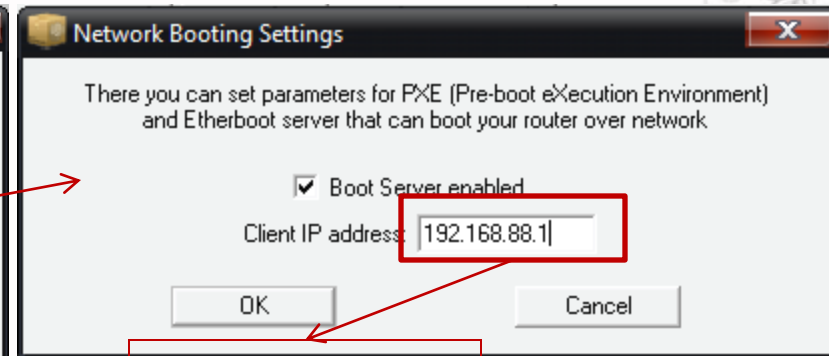 Network Booting Settings
There you can set parameters for PXE (Pre-boot eXecution Environment)
and Etherboot server that can boot your router over network
Boot Server enabled
Client IP address: 192.168.88.1
OK
Cancel